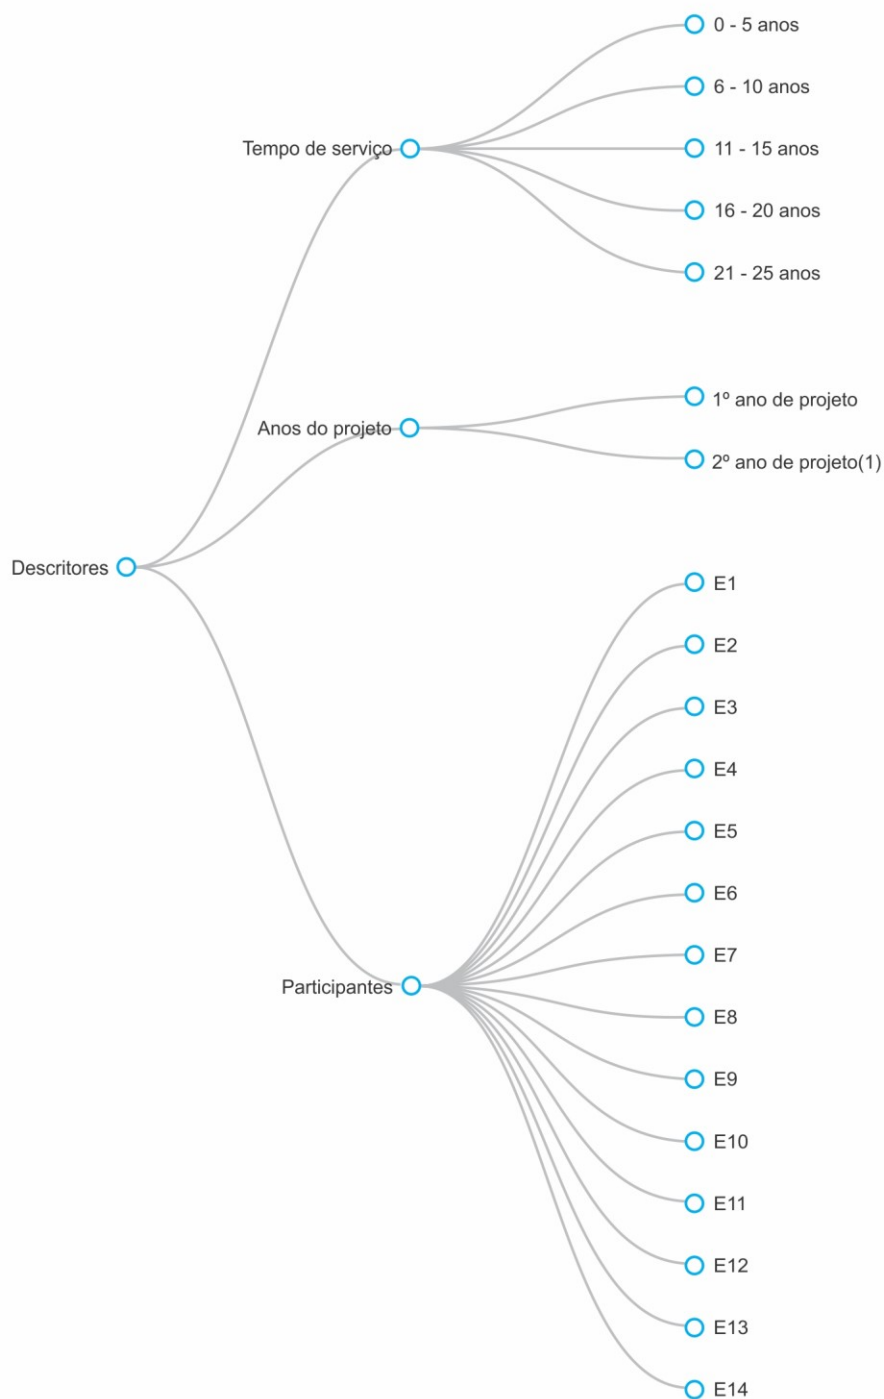 0 - 5 anos
6 - 10 anos
Tempo de serviço
11 - 15 anos
16 - 20 anos
21 - 25 anos
1º ano de projeto
Anos do projeto
2º ano de projeto(1)
Descritores
E1
E2
E3
E4
E5
E6
E7
Participantes
E8
E9
E10
E11
E12
E13
E14